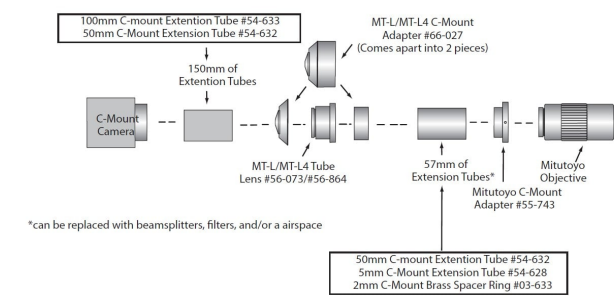 100mm C-mount Extention Tube #54-633
50mm C-mount Extension Tube #54-632
MT-L/MT-L4 C-Mount
Adapter #66-027
(Comes apart into 2 pieces)
150mm of
Extention Tubes
C-Mount
Camera
MT-L/MT-L4 Tube
Lens #56-073/#56-864
57mm of
Extension Tubes*
Mitutoyo C-Mount
Adapter #55-743
Mitutoyo
Objective
*can be replaced with beamsplitters, filters, and/or a airspace
50mm C-mount Extention Tube #54-632
5mm C-Mount Extension Tube #54-628
2mm C-Mount Brass Spacer Ring #03-633